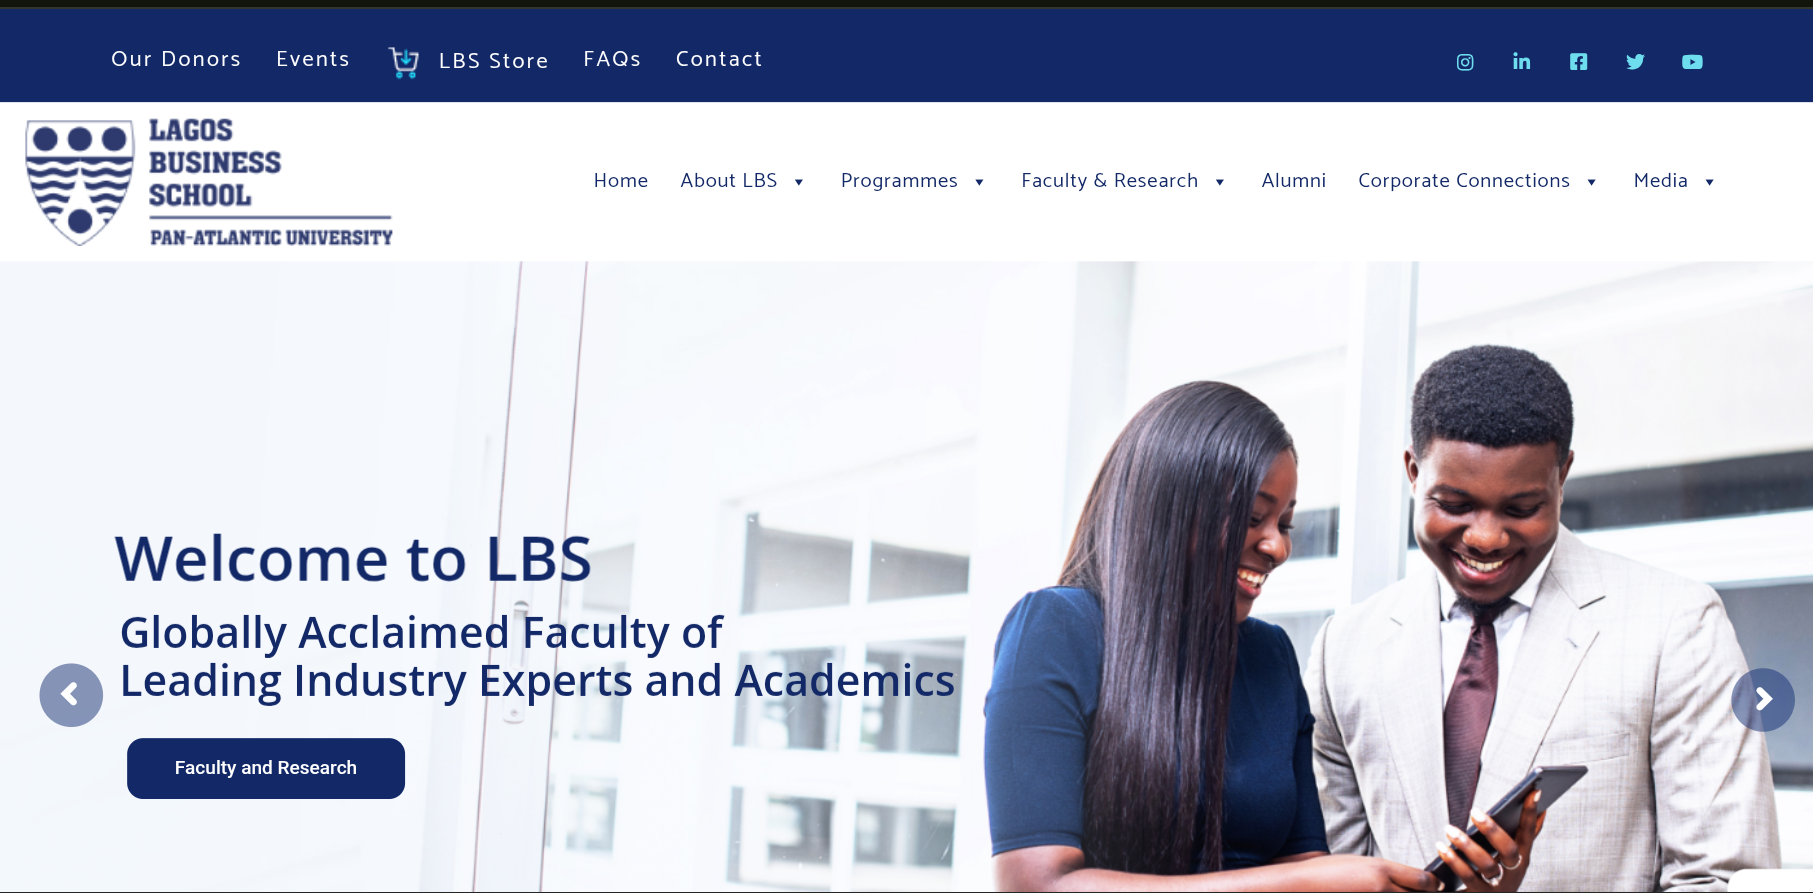 Our Donors Events LBS Store FAQs Contact
LAGOS
BUSINESS
SCHOOL
PAN-ATLANTIC UNIVERSITY
Home About LBS Programmes Faculty & Research Alumni Corporate Connections Media
Welcome to LBS
Globally Acclaimed Faculty of
Leading Industry Experts and Academics
Faculty and Research